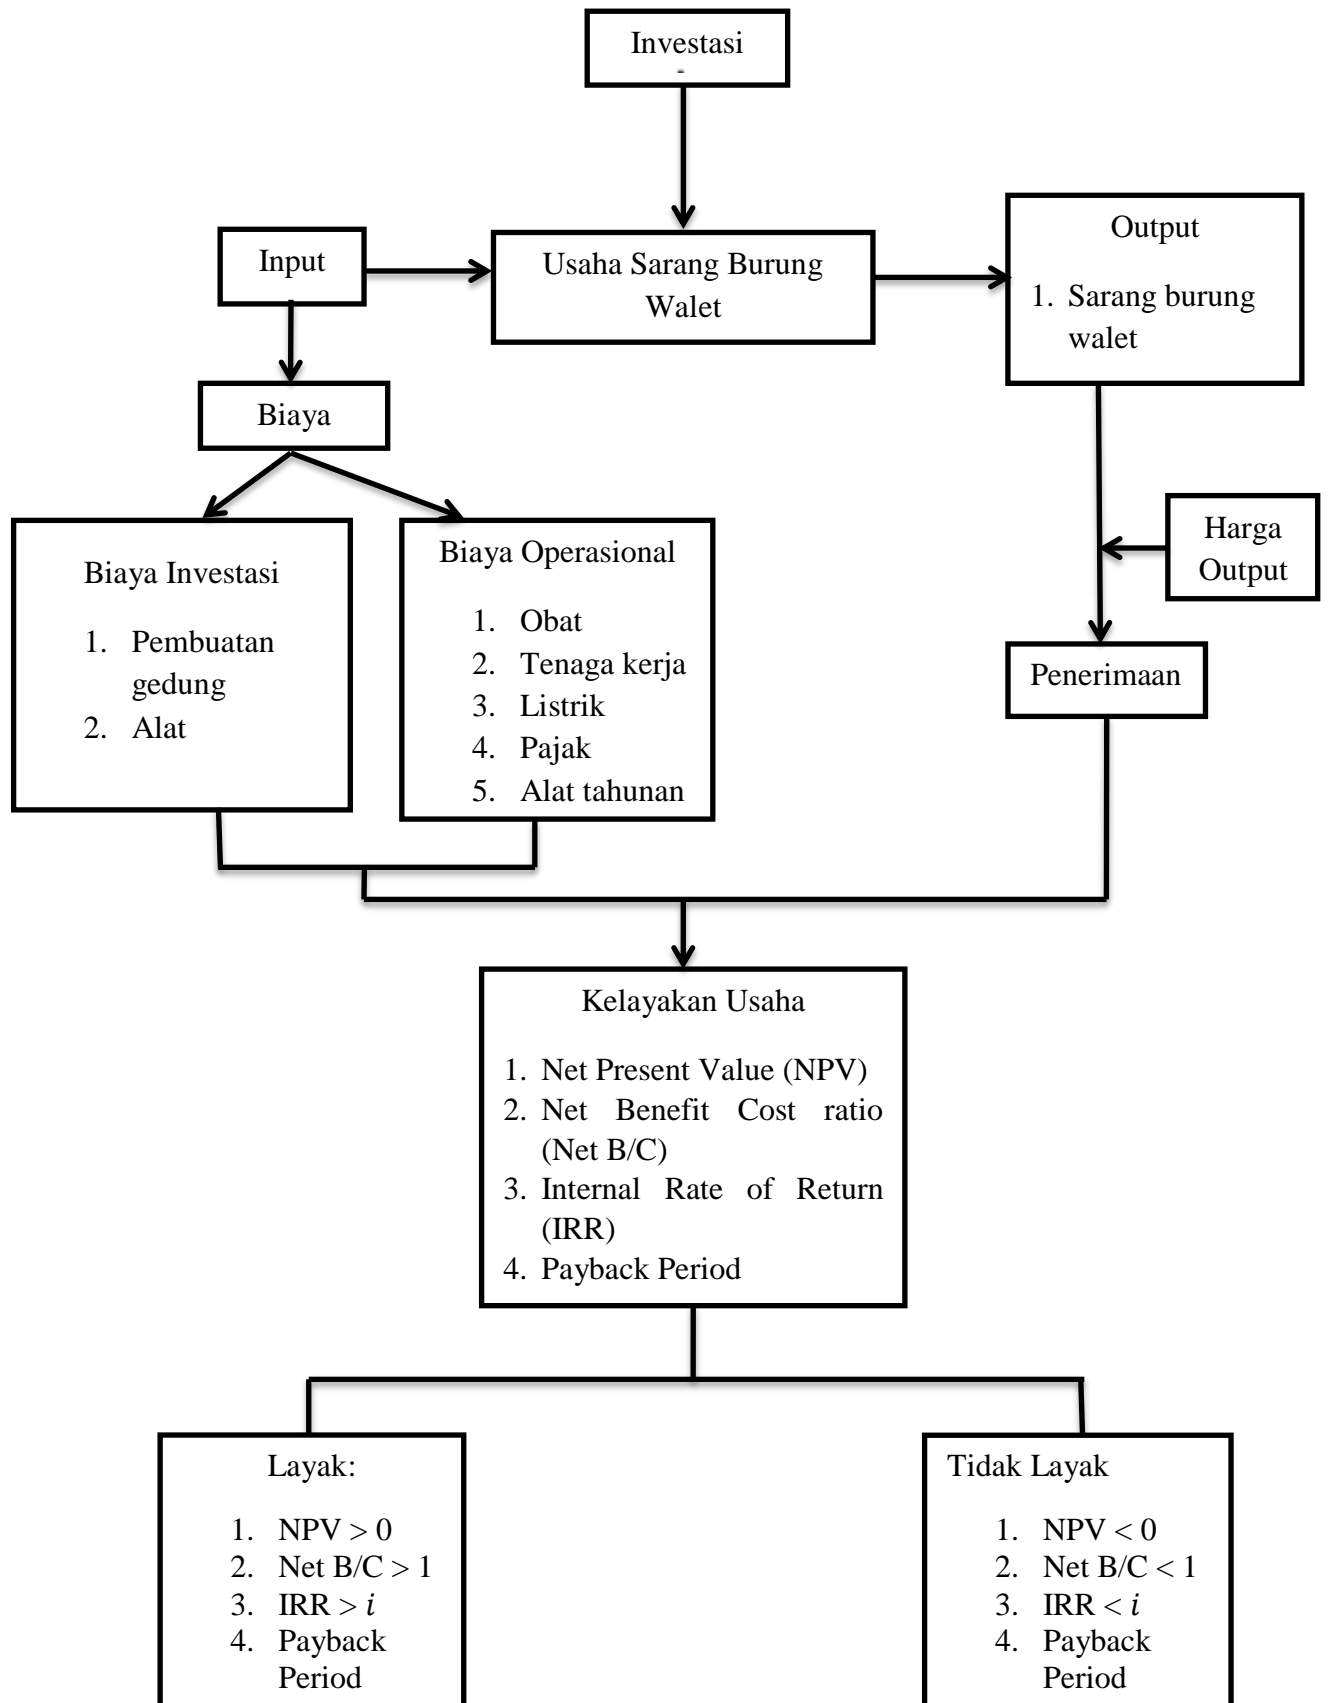 Investasi
Input
Usaha Sarang Burung
Walet
Output
1. Sarang burung
walet
Biaya
Harga
Output
Biaya Investasi
1. Pembuatan
gedung
2. Alat
Biaya Operasional
1. Obat
2. Tenaga kerja
3. Listrik
4. Pajak
5. Alat tahunan
Penerimaan
Kelayakan Usaha
1. Net Present Value (NPV)
2. Net Benefit Cost ratio
(Net B/C)
3. Internal Rate of Return
(IRR)
4. Payback Period
Layak:
1. NPV > 0
2. Net B/C > 1
3. IRR > i
4. Payback
Period
Tidak Layak
1. NPV < 0
2. Net B/C < 1
3. IRR < i
4. Payback
Period